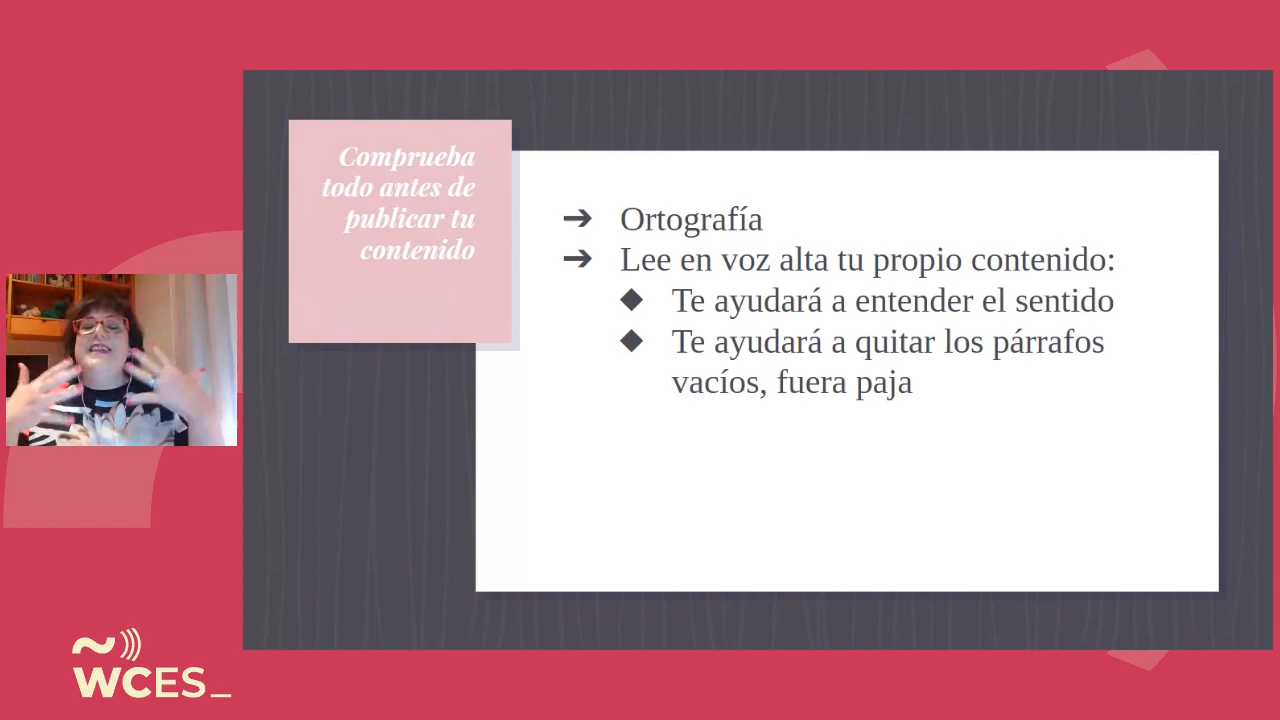 Comprueba
todo antes de
publicar tu
contenido
➔ Ortografía
➔ Lee en voz alta tu propio contenido:
◆ Te ayudará a entender el sentido
◆ Te ayudará a quitar los párrafos
vacíos, fuera paja
WCES_